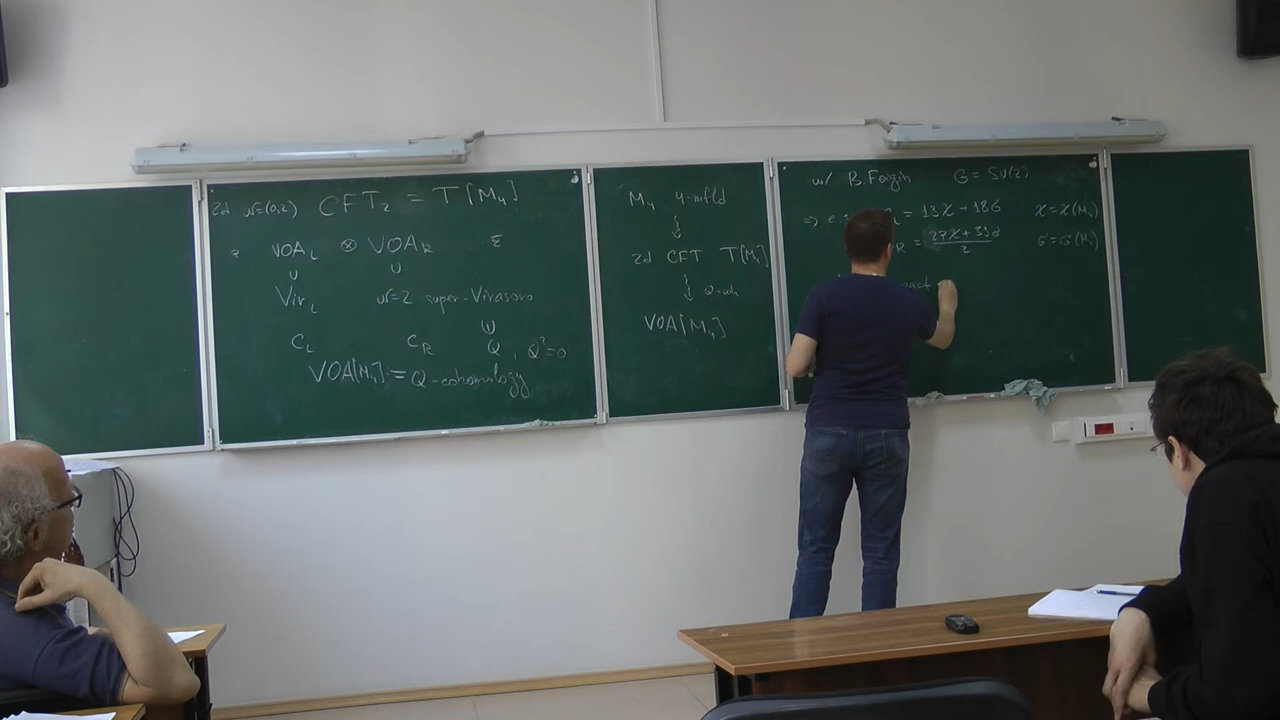 2d 𝒩=(0,2) CFT₂ = T[M₄]
VOA_L ⊗ VOA_R
∪ ∪
Vir_L 𝒩=2 super-Virasoro
C_L C_R Q, Q²=0
VOA[M₄] := Q-cohomology
M₄ 4-mfld
2d CFT T[M₄]
Q-coh
VOA[M₄]
w/ B. Feigin G = SU(2)
⇒ = 13χ + 18σ χ = χ(M₄)
R = (27χ + 39σ)/2 σ = σ(M₄)